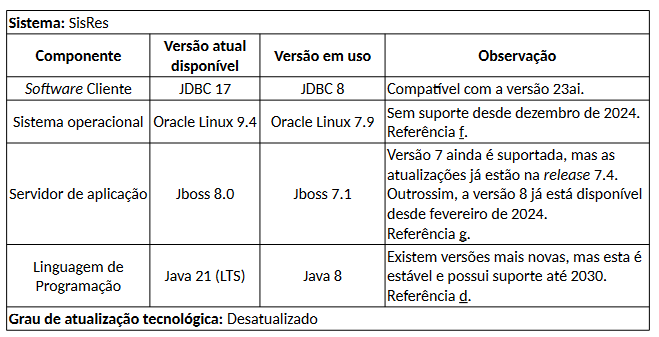 Sistema: SisRes
Componente
Versão atual
disponível
Versão em uso
Observação
Software Cliente
JDBC 17
JDBC 8
Compatível com a versão 23ai.
Sistema operacional
Oracle Linux 9.4
Oracle Linux 7.9
Sem suporte desde dezembro de 2024.
Referência f.
Servidor de aplicação
Jboss 8.0
Jboss 7.1
Versão 7 ainda é suportada, mas as
atualizações já estão na release 7.4.
Outrossim, a versão 8 já está disponível
desde fevereiro de 2024.
Referência g.
Linguagem de
Programação
Java 21 (LTS)
Java 8
Existem versões mais novas, mas esta é
estável e possui suporte até 2030.
Referência d.
Grau de atualização tecnológica: Desatualizado